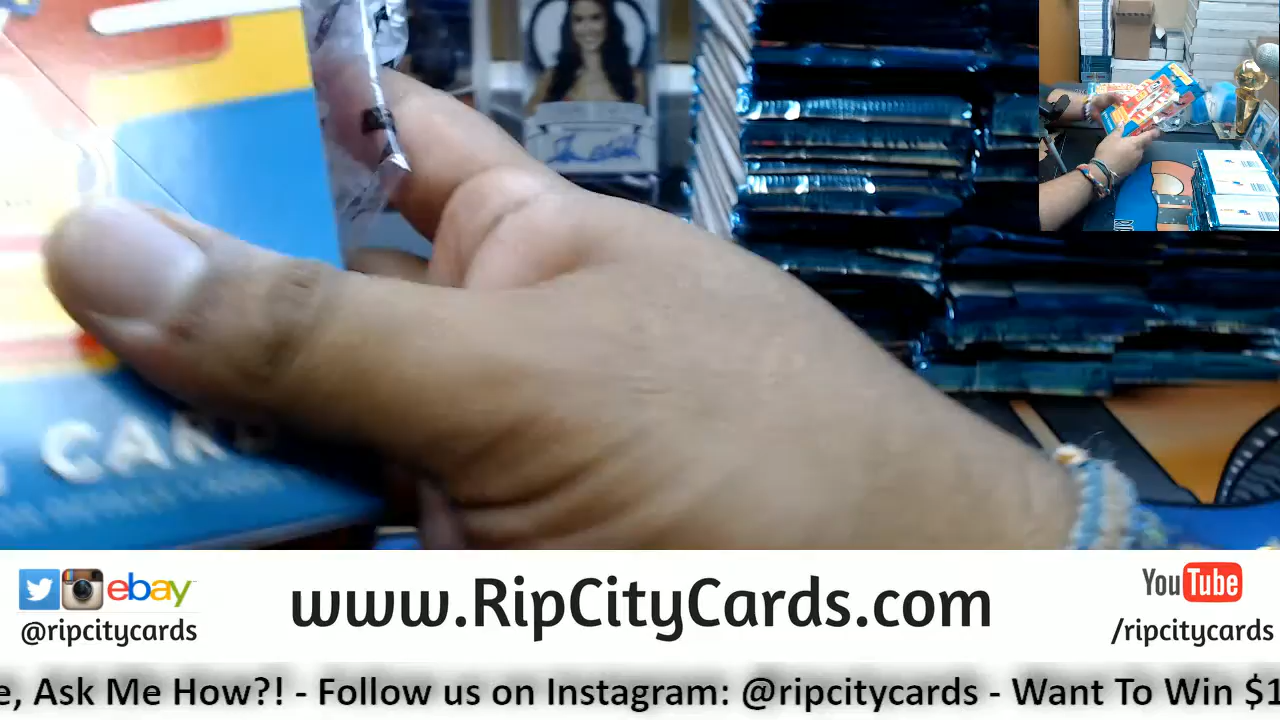 CARD
ebay
@ripcitycards
www.RipCityCards.com
YouTube
/ripcitycards
e, Ask Me How?! - Follow us on Instagram: @ripcitycards - Want To Win $1